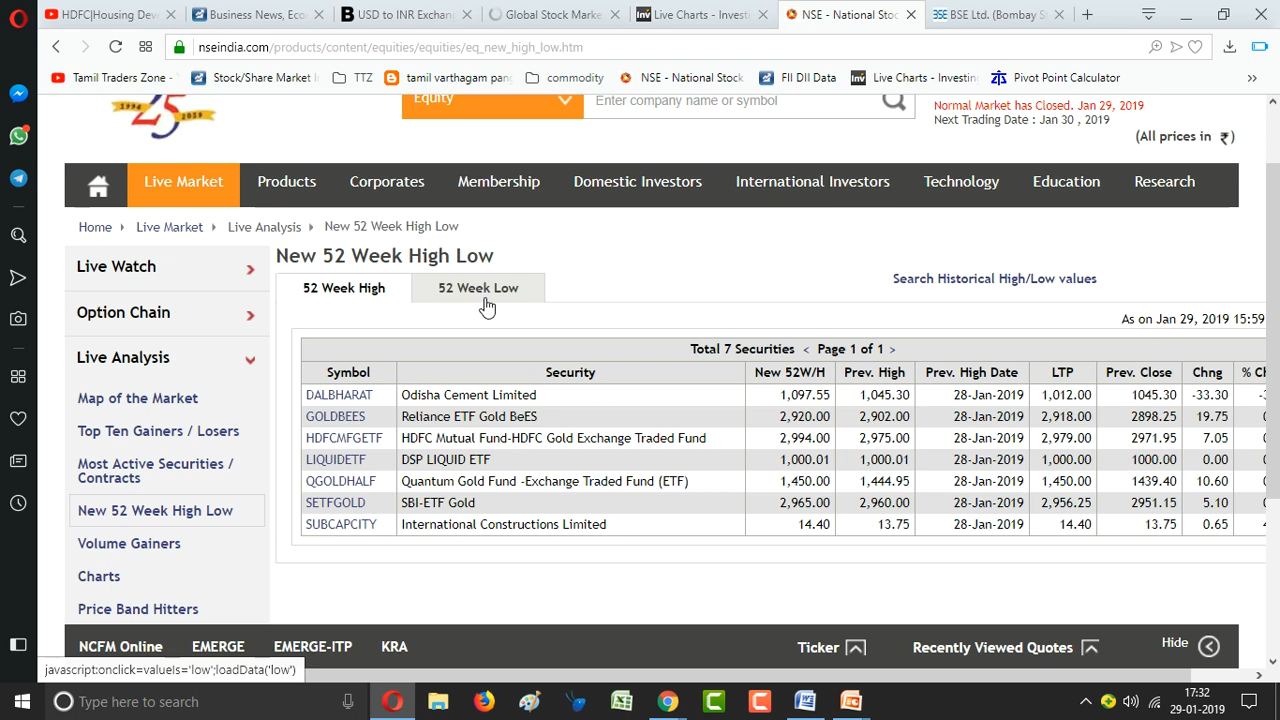 HDFC|Housing Dev
Business News, Eco
USD to INR Exchan
Global Stock Marke
Live Charts - Investi
NSE - National Stoc
BSE Ltd. (Bombay S
nseindia.com/products/content/equities/equities/eq_new_high_low.htm
Tamil Traders Zone -
Stock/Share Market I
TTZ
tamil varthagam pan
commodity
NSE - National Stock
FII DII Data
Live Charts - Investin
Pivot Point Calculator
1994 25 2019
Equity
Enter company name or symbol
Normal Market has Closed. Jan 29, 2019
Next Trading Date : Jan 30 , 2019
(All prices in ₹)
Live Market Products Corporates Membership Domestic Investors International Investors Technology Education Research
Home Live Market Live Analysis New 52 Week High Low
Live Watch
Option Chain
Live Analysis
Map of the Market
Top Ten Gainers / Losers
Most Active Securities /
Contracts
New 52 Week High Low
Volume Gainers
Charts
Price Band Hitters
New 52 Week High Low
52 Week High 52 Week Low
Search Historical High/Low values
As on Jan 29, 2019 15:59
Total 7 Securities < Page 1 of 1 >
Symbol Security New 52W/H Prev. High Prev. High Date LTP Prev. Close Chng % Ch
DALBHARAT Odisha Cement Limited 1,097.55 1,045.30 28-Jan-2019 1,012.00 1045.30 -33.30 -3
GOLDBEES Reliance ETF Gold BeES 2,920.00 2,902.00 28-Jan-2019 2,918.00 2898.25 19.75 0
HDFCMFGETF HDFC Mutual Fund-HDFC Gold Exchange Traded Fund 2,994.00 2,975.00 28-Jan-2019 2,979.00 2971.95 7.05 0
LIQUIDETF DSP LIQUID ETF 1,000.01 1,000.01 28-Jan-2019 1,000.00 1000.00 0.00 0
QGOLDHALF Quantum Gold Fund -Exchange Traded Fund (ETF) 1,450.00 1,444.95 28-Jan-2019 1,450.00 1439.40 10.60 0
SETFGOLD SBI-ETF Gold 2,965.00 2,960.00 28-Jan-2019 2,956.25 2951.15 5.10 0
SUBCAPCITY International Constructions Limited 14.40 13.75 28-Jan-2019 14.40 13.75 0.65 4
NCFM Online EMERGE EMERGE-ITP KRA Ticker Recently Viewed Quotes Hide
javascript:onclick=valueIs='low';loadData('low')
Type here to search
17:32
29-01-2019